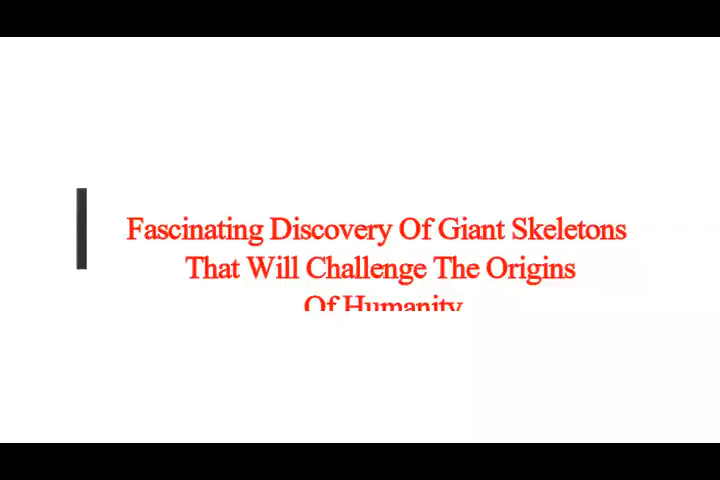 Fascinating Discovery Of Giant Skeletons
That Will Challenge The Origins
Of Humanity